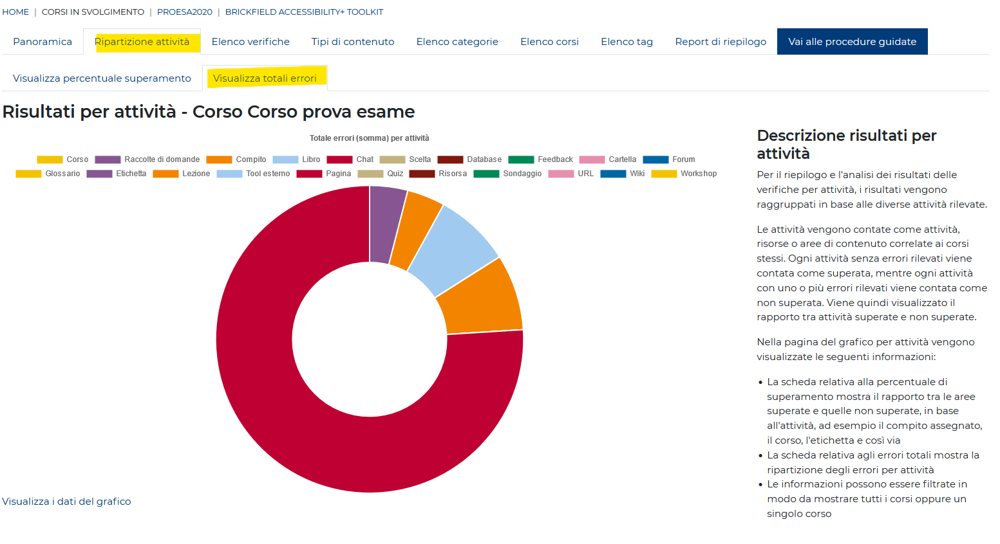 HOME | CORSI IN SVOLGIMENTO | PROESA2020 | BRICKFIELD ACCESSIBILITY+ TOOLKIT
Panoramica Ripartizione attività Elenco verifiche Tipi di contenuto Elenco categorie Elenco corsi Elenco tag Report di riepilogo Vai alle procedure guidate
Visualizza percentuale superamento Visualizza totali errori
Risultati per attività - Corso Corso prova esame
Totale errori (somma) per attività
Corso Raccolte di domande Compito Libro Chat Scelta Database Feedback Cartella Forum
Glossario Etichetta Lezione Tool esterno Pagina Quiz Risorsa Sondaggio URL Wiki Workshop
Visualizza i dati del grafico
Descrizione risultati per
attività
Per il riepilogo e l'analisi dei risultati delle
verifiche per attività, i risultati vengono
raggruppati in base alle diverse attività rilevate.
Le attività vengono contate come attività,
risorse o aree di contenuto correlate ai corsi
stessi. Ogni attività senza errori rilevati viene
contata come superata, mentre ogni attività
con uno o più errori rilevati viene contata come
non superata. Viene quindi visualizzato il
rapporto tra attività superate e non superate.
Nella pagina del grafico per attività vengono
visualizzate le seguenti informazioni:
• La scheda relativa alla percentuale di
superamento mostra il rapporto tra le aree
superate e quelle non superate, in base
all'attività, ad esempio il compito assegnato,
il corso, l'etichetta e così via
• La scheda relativa agli errori totali mostra la
ripartizione degli errori per attività
• Le informazioni possono essere filtrate in
modo da mostrare tutti i corsi oppure un
singolo corso